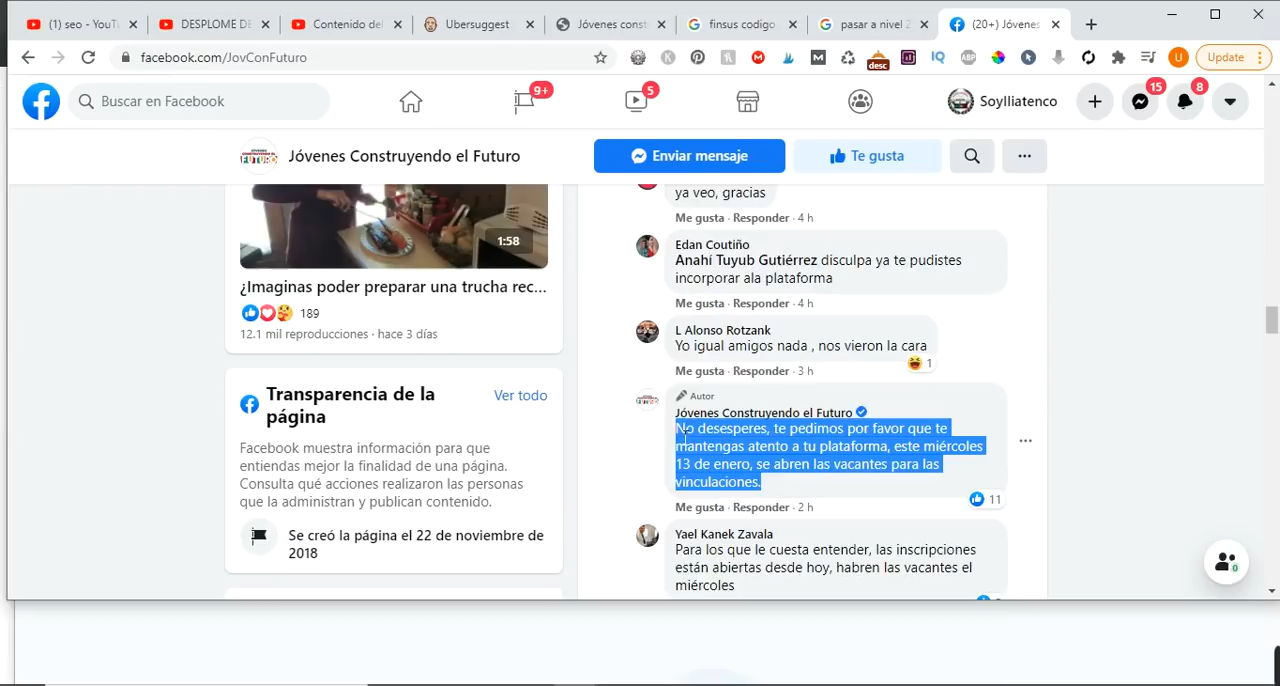 (1) seo - YouTu
DESPLOME DE
Contenido del
Ubersuggest
Jóvenes const
finsus codigo
pasar a nivel 2
(20+) Jóvenes
facebook.com/JovConFuturo
desc
IQ
ABP
U
Update
Buscar en Facebook
9+
5
Soylliatenco
15
8
Jóvenes Construyendo el Futuro
Enviar mensaje
Te gusta
1:58
¿Imaginas poder preparar una trucha rec...
189
12.1 mil reproducciones · hace 3 días
Transparencia de la
página
Ver todo
Facebook muestra información para que
entiendas mejor la finalidad de una página.
Consulta qué acciones realizaron las personas
que la administran y publican contenido.
Se creó la página el 22 de noviembre de
2018
ya veo, gracias
Me gusta · Responder · 4 h
Edan Coutiño
Anahí Tuyub Gutiérrez disculpa ya te pudistes
incorporar ala plataforma
Me gusta · Responder · 4 h
L Alonso Rotzank
Yo igual amigos nada , nos vieron la cara
1
Me gusta · Responder · 3 h
Autor
Jóvenes Construyendo el Futuro
No desesperes, te pedimos por favor que te
mantengas atento a tu plataforma, este miércoles
13 de enero, se abren las vacantes para las
vinculaciones.
11
Me gusta · Responder · 2 h
Yael Kanek Zavala
Para los que le cuesta entender, las inscripciones
están abiertas desde hoy, habren las vacantes el
miércoles
0